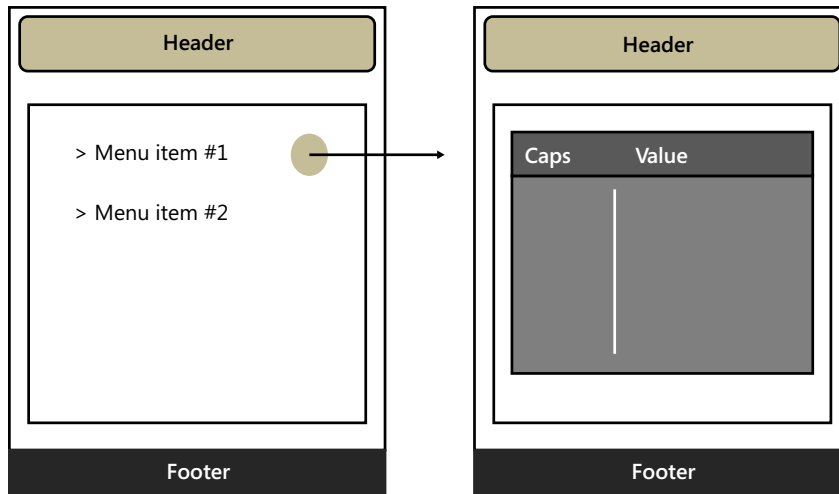 Header
> Menu item #1
> Menu item #2
Footer
Header
Caps Value
Footer